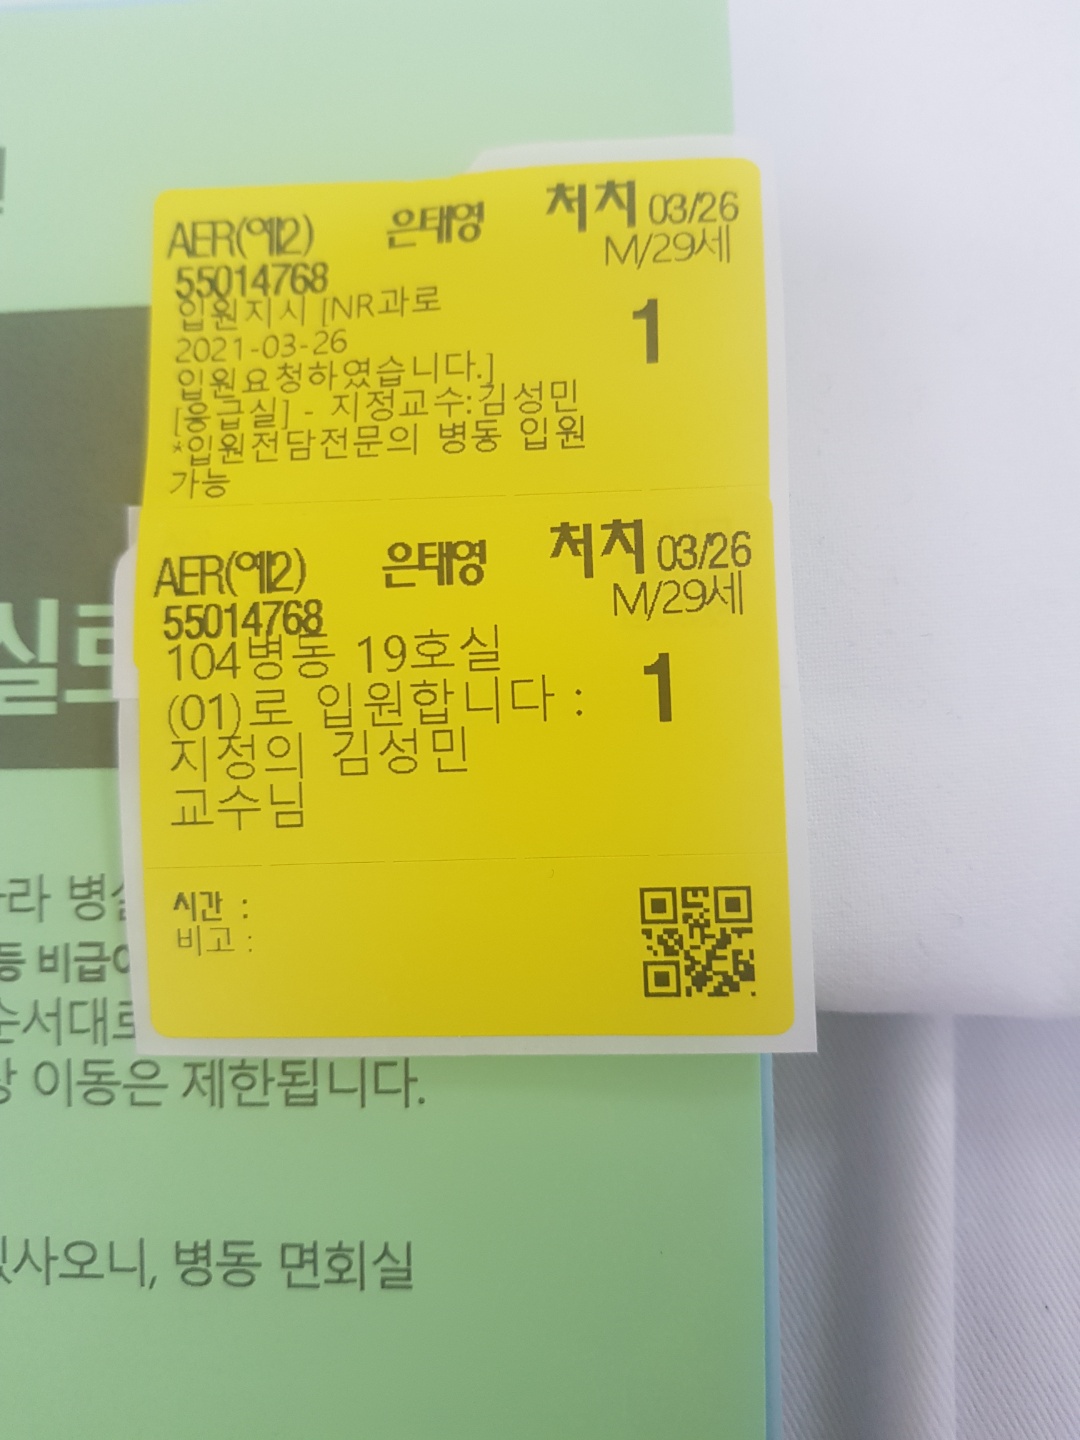 AER(예2) 은태영 처치 03/26
55014768 M/29세
입원지시 [NR과로 1
2021-03-26
입원요청하였습니다.]
[응급실] - 지정교수:김성민
*입원전담전문의 병동 입원
가능
AER(예2) 은태영 처치 03/26
55014768 M/29세
104병동 19호실 1
(01)로 입원합니다 :
지정의 김성민
교수님
시간 :
비고 :
실로
라 병실
등 비급여
순서대로
이동은 제한됩니다.
있사오니, 병동 면회실